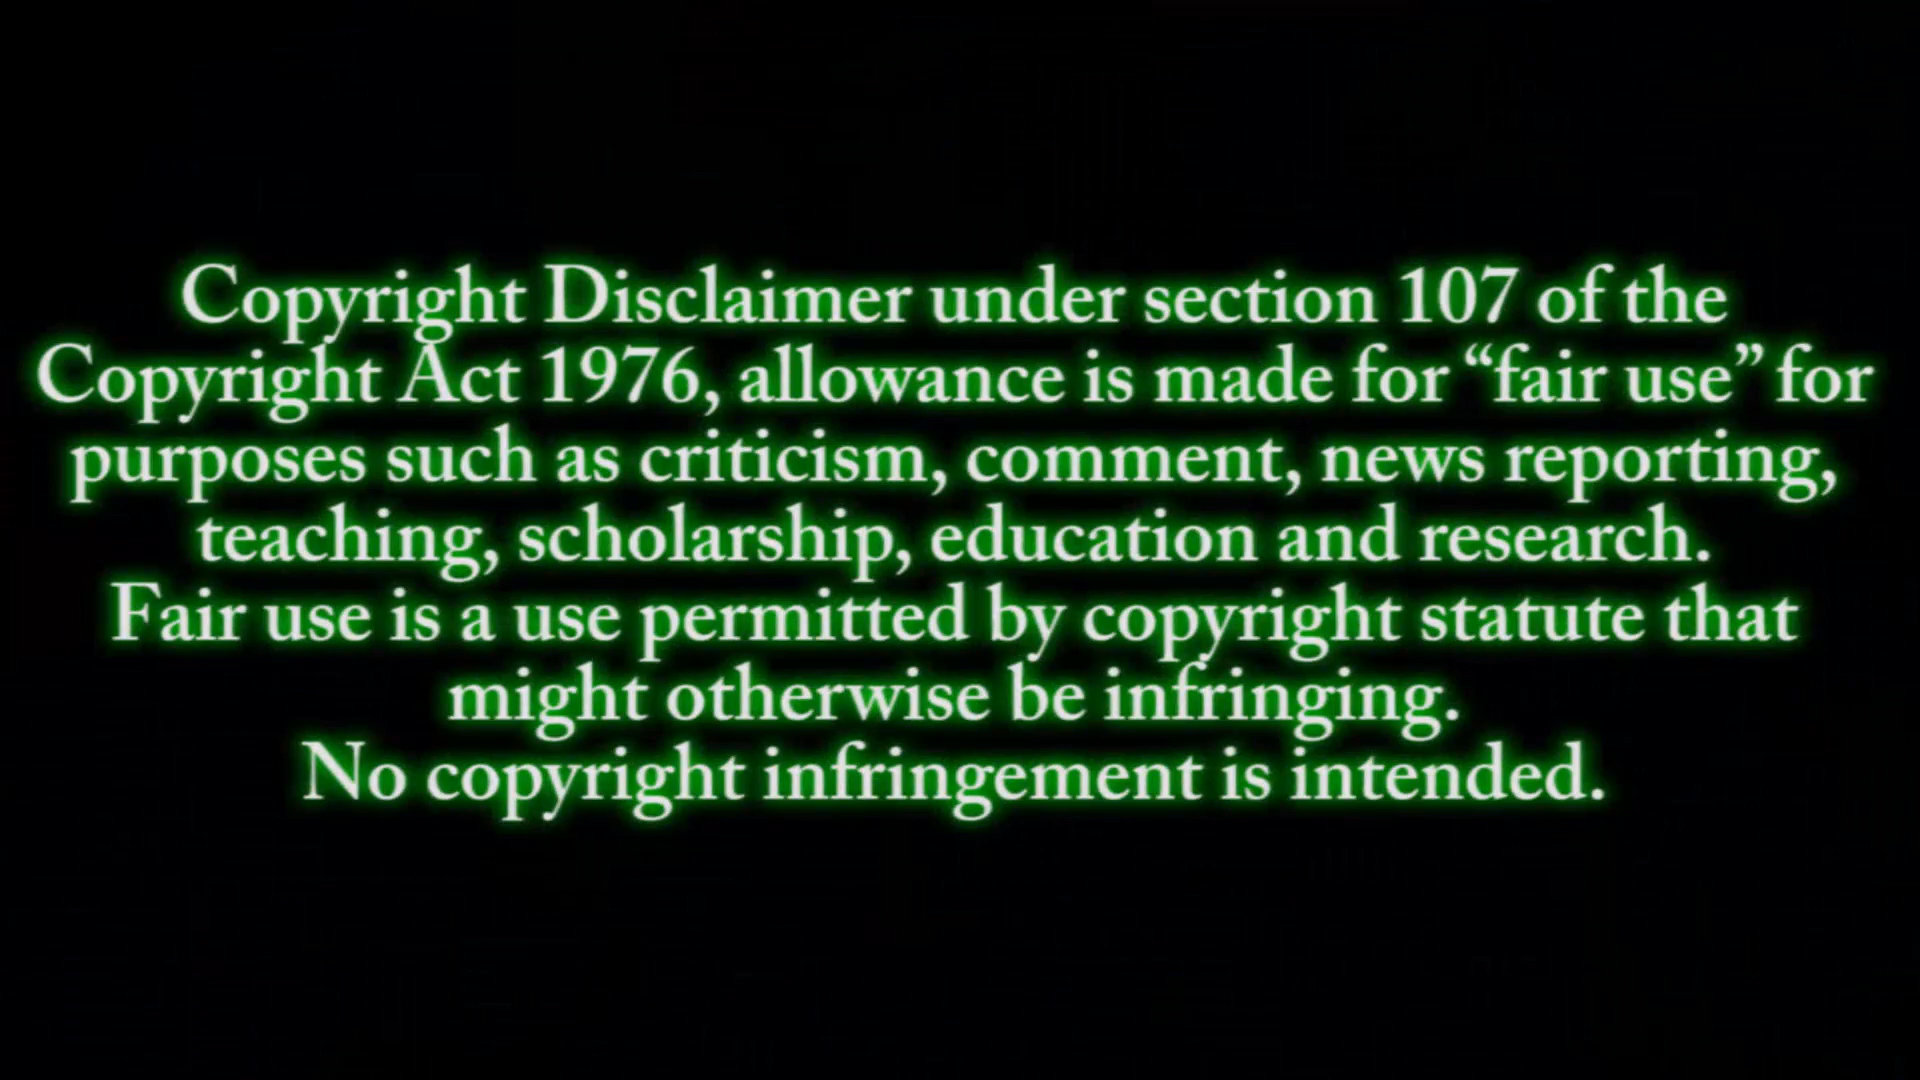 Copyright Disclaimer under section 107 of the
Copyright Act 1976, allowance is made for “fair use” for
purposes such as criticism, comment, news reporting,
teaching, scholarship, education and research.
Fair use is a use permitted by copyright statute that
might otherwise be infringing.
No copyright infringement is intended.